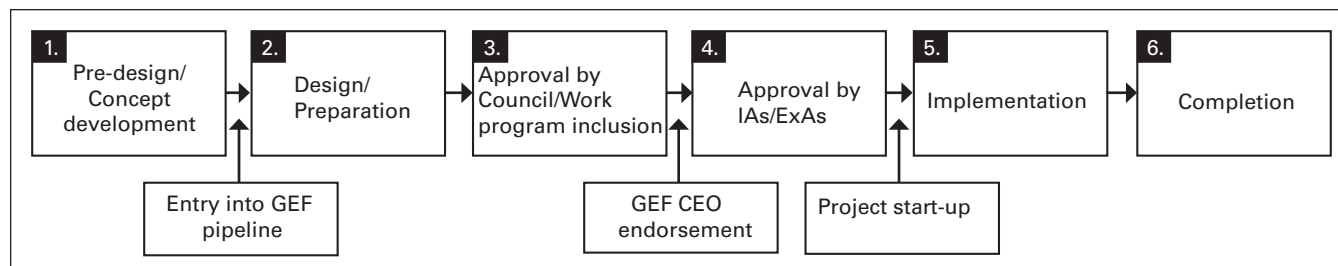 1.
Pre-design/
Concept
development
2.
Design/
Preparation
3.
Approval by
Council/Work
program inclusion
4.
Approval by
IAs/ExAs
5.
Implementation
6.
Completion
Entry into GEF
pipeline
GEF CEO
endorsement
Project start-up